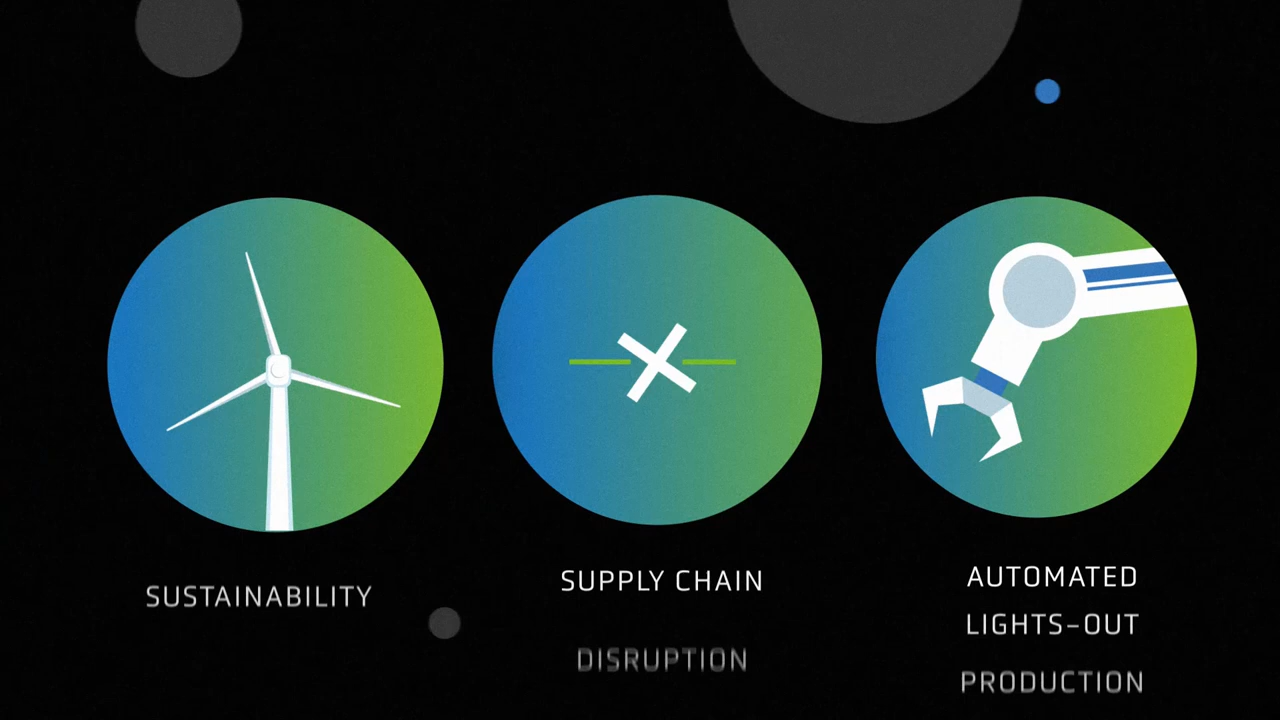 SUSTAINABILITY
SUPPLY CHAIN
DISRUPTION
AUTOMATED
LIGHTS-OUT
PRODUCTION